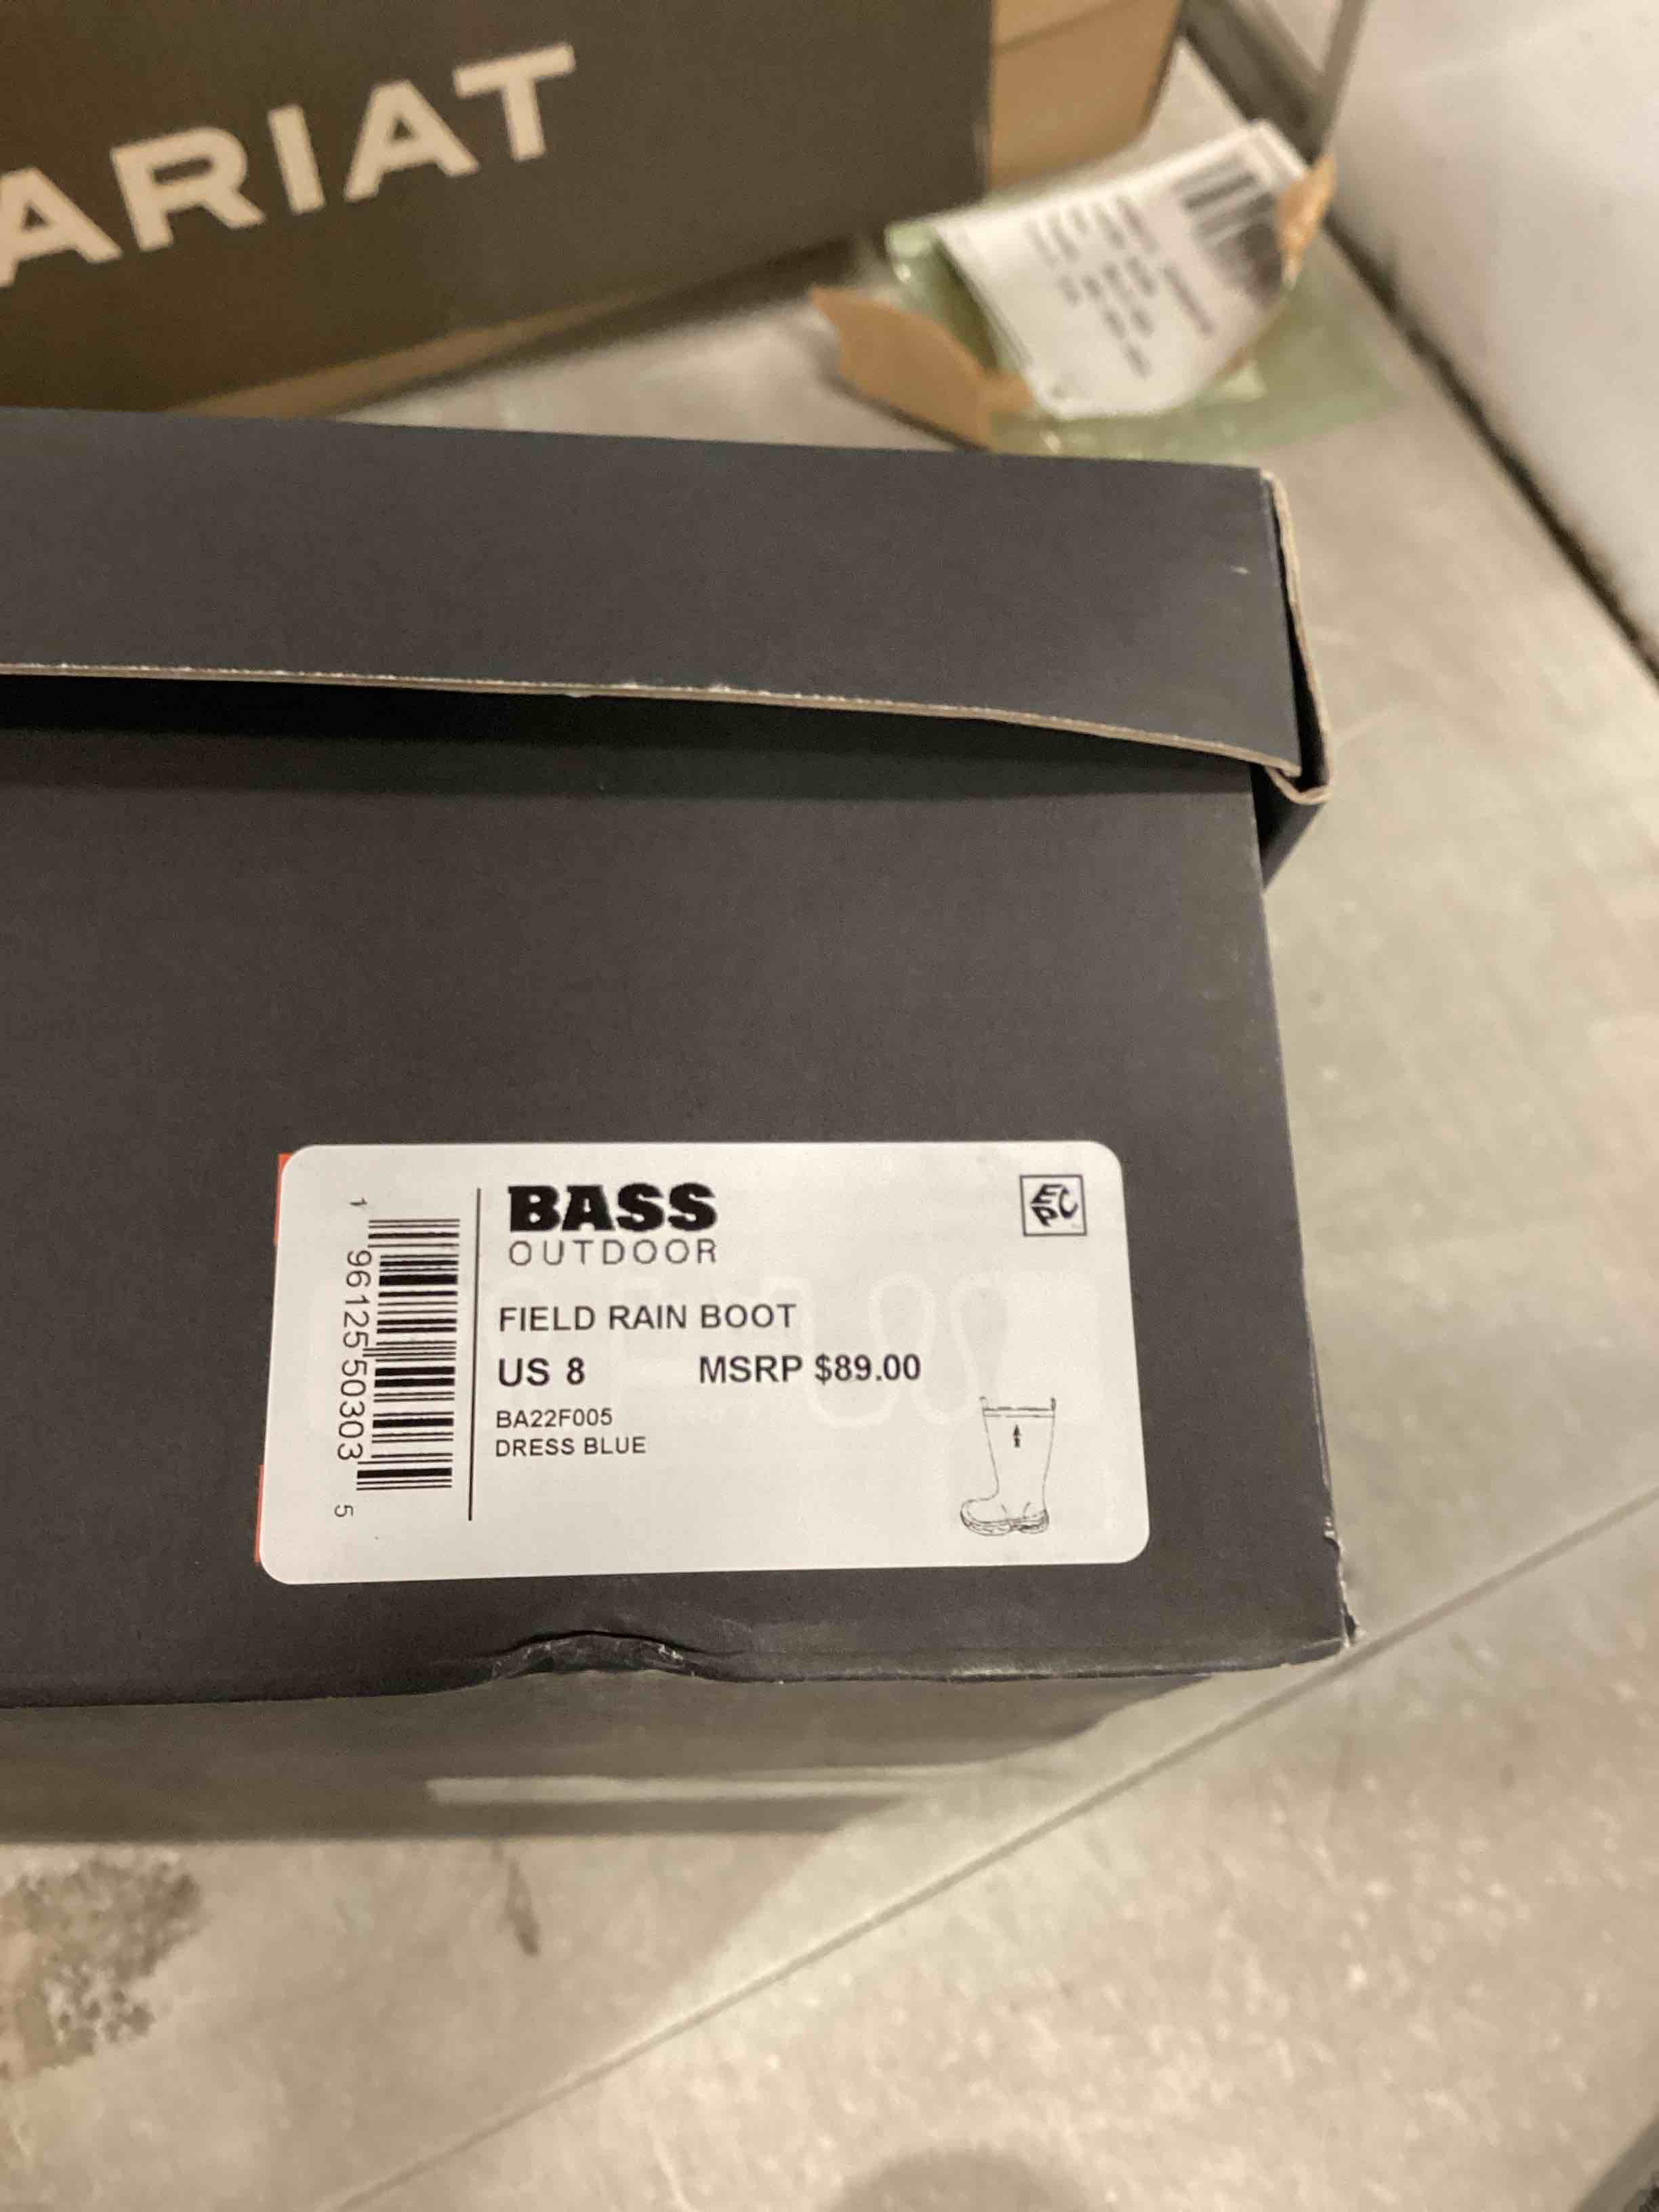 ARIAT
BASS
OUTDOOR
FIELD RAIN BOOT
US 8 MSRP $89.00
BA22F005
DRESS BLUE
1 96125 50303 5